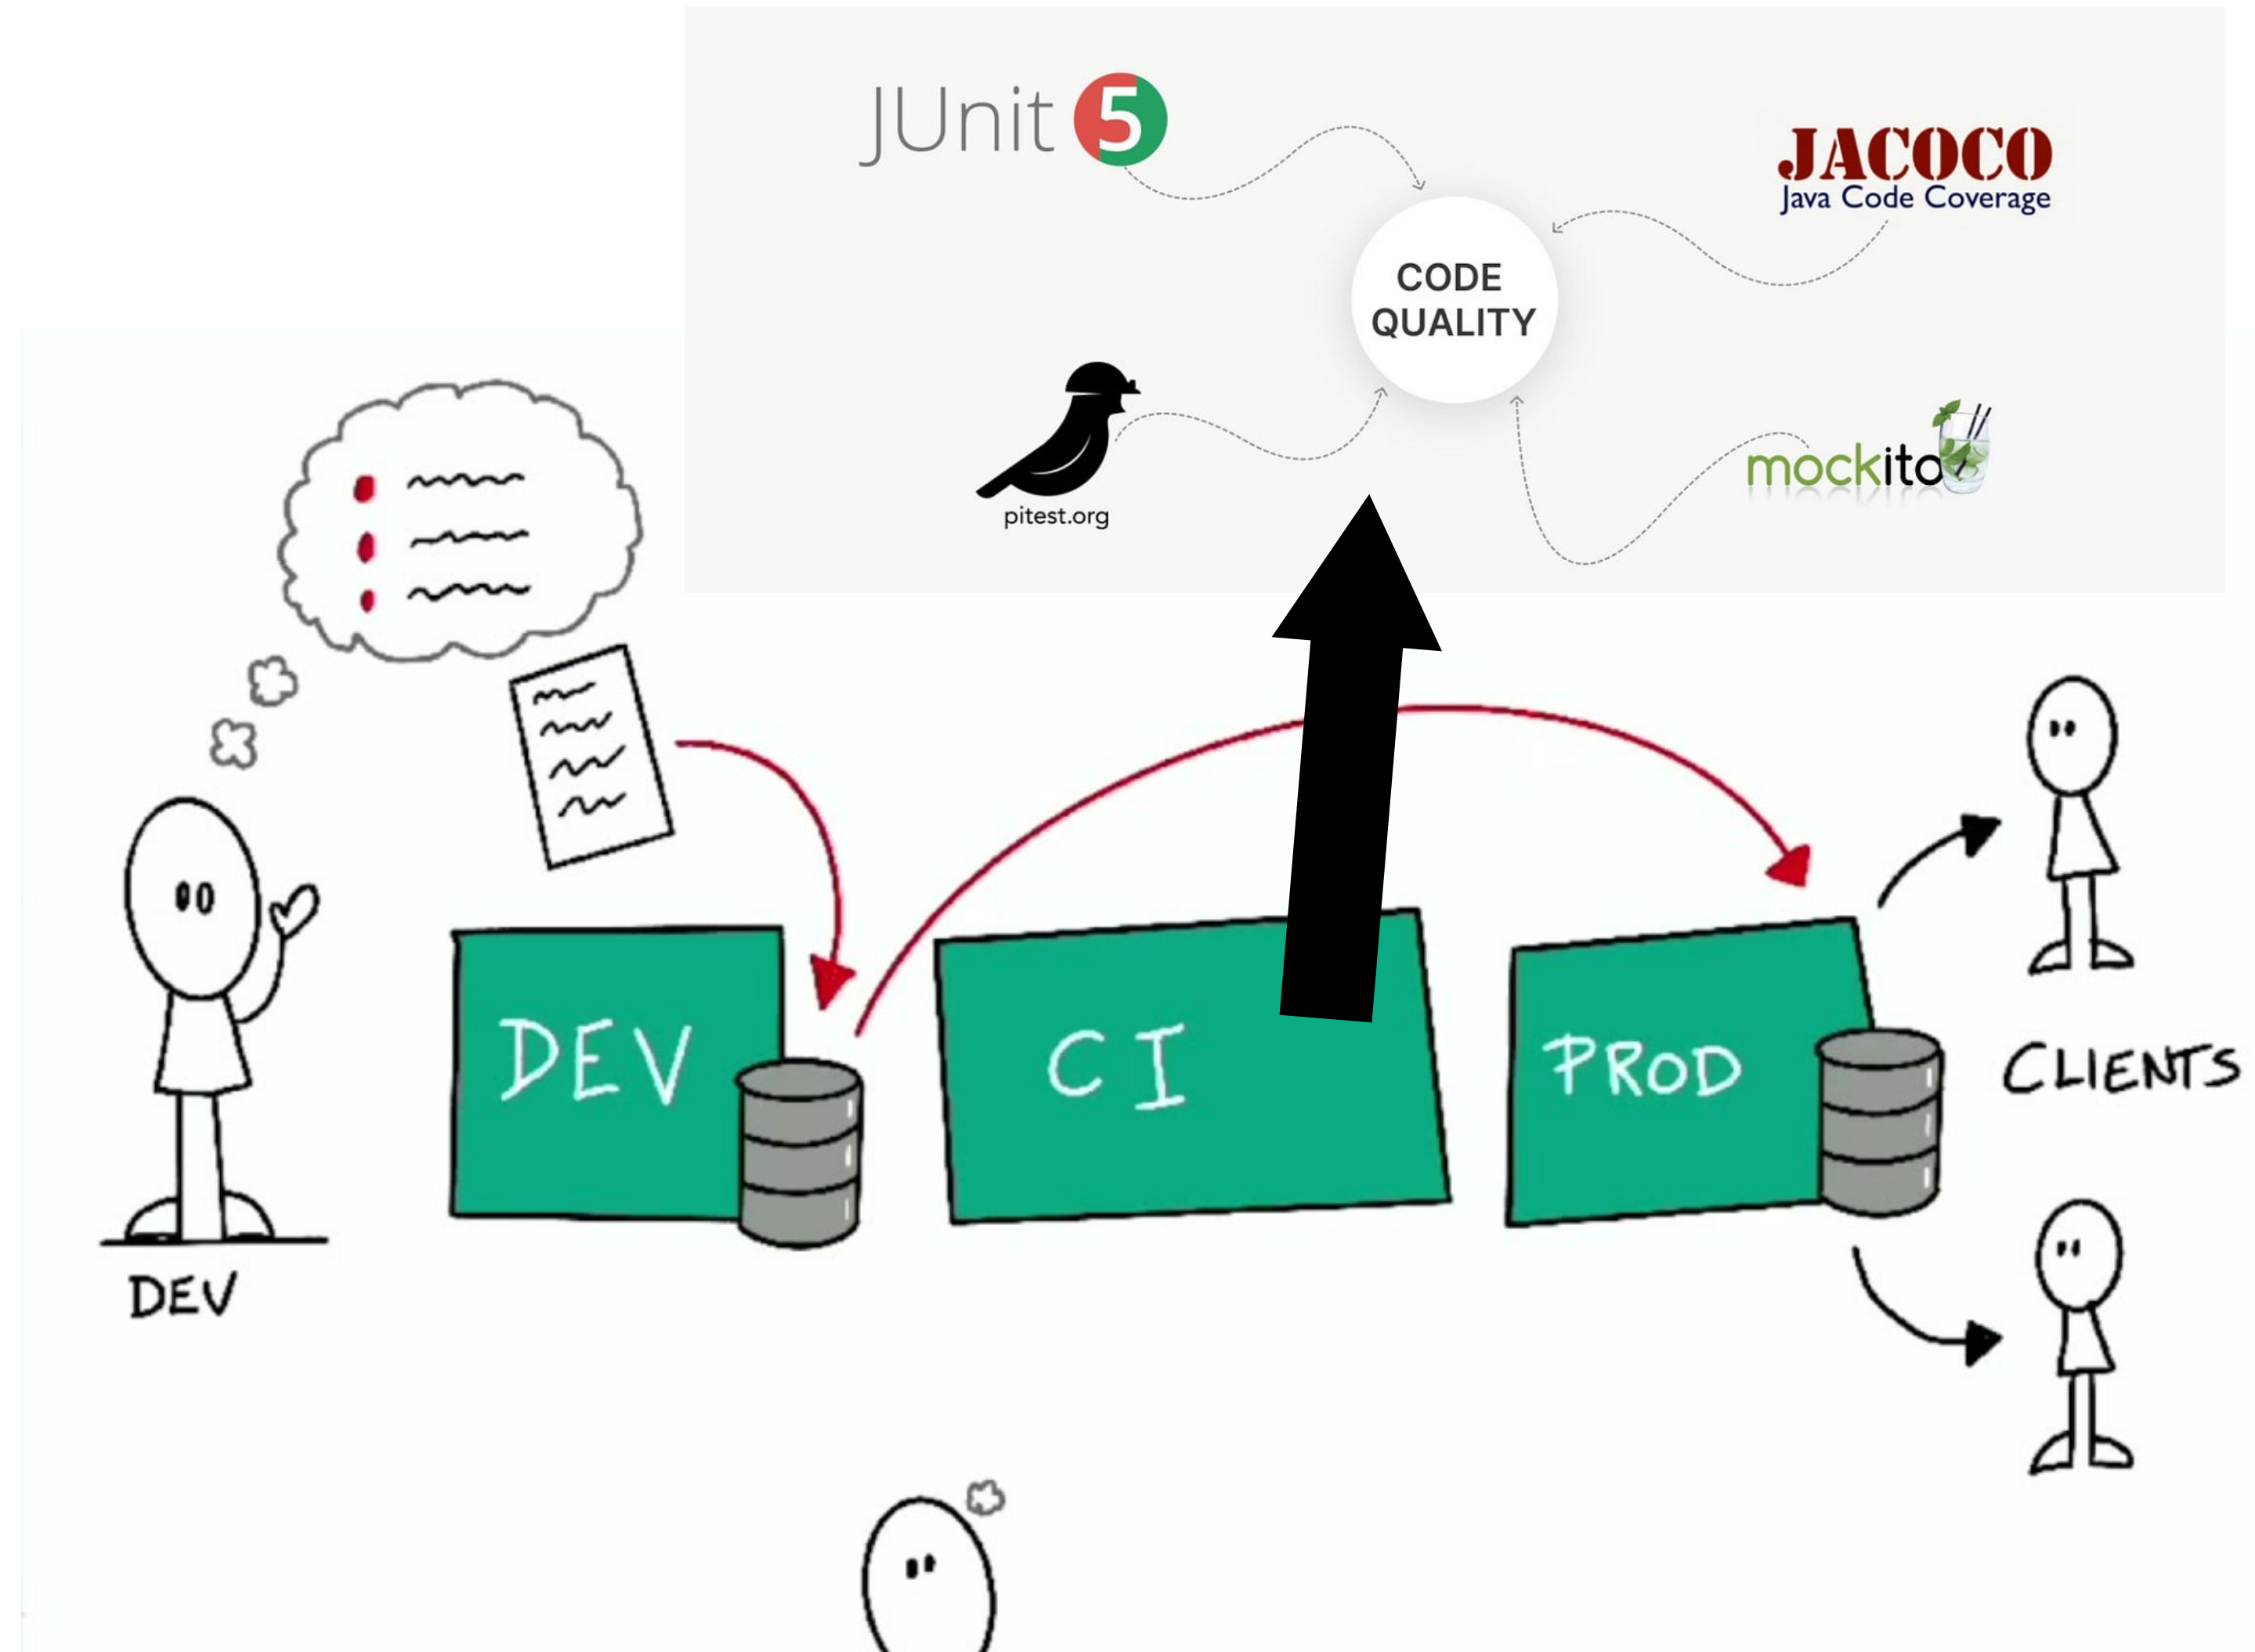 JUnit 5
JACOCO
Java Code Coverage
CODE
QUALITY
pitest.org
mockito
DEV
CI
PROD
CLIENTS
DEV